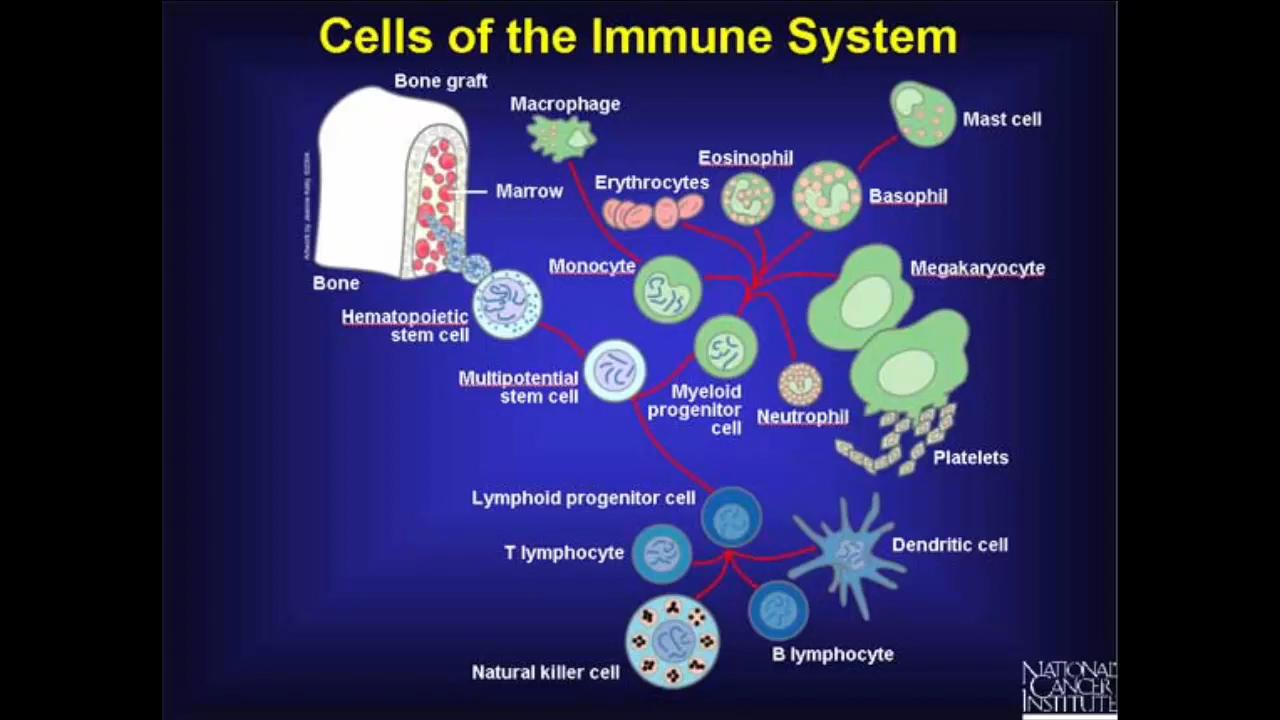 Cells of the Immune System
Bone graft
Macrophage
Mast cell
Eosinophil
Erythrocytes
Marrow
Basophil
Monocyte
Megakaryocyte
Bone
Hematopoietic
stem cell
Multipotential
stem cell
Myeloid
progenitor
cell
Neutrophil
Platelets
Lymphoid progenitor cell
T lymphocyte
Dendritic cell
B lymphocyte
Natural killer cell
NATIONAL
CANCER
INSTITUTE